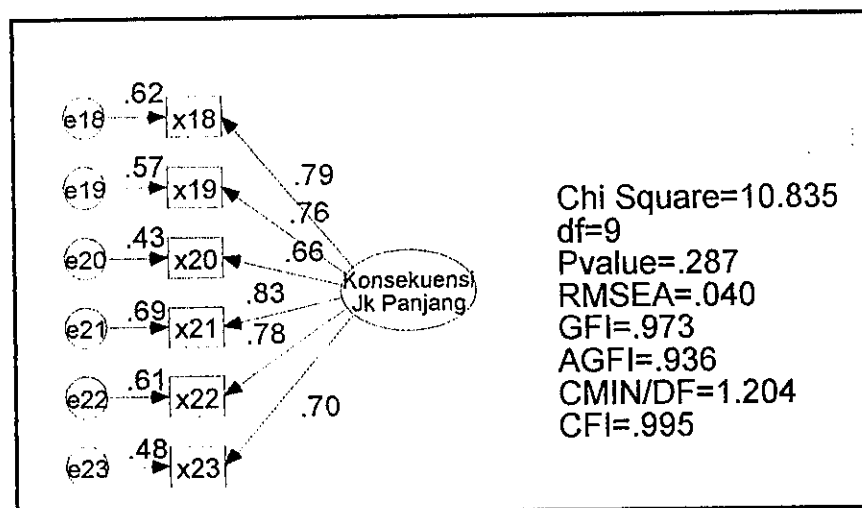 .62
e18
x18
.79
.57
e19
x19
.76
.43
e20
x20
.66
Konsekuensi
Jk Panjang
.69
e21
x21
.83
.78
.61
e22
x22
.70
.48
e23
x23
Chi Square=10.835
df=9
Pvalue=.287
RMSEA=.040
GFI=.973
AGFI=.936
CMIN/DF=1.204
CFI=.995